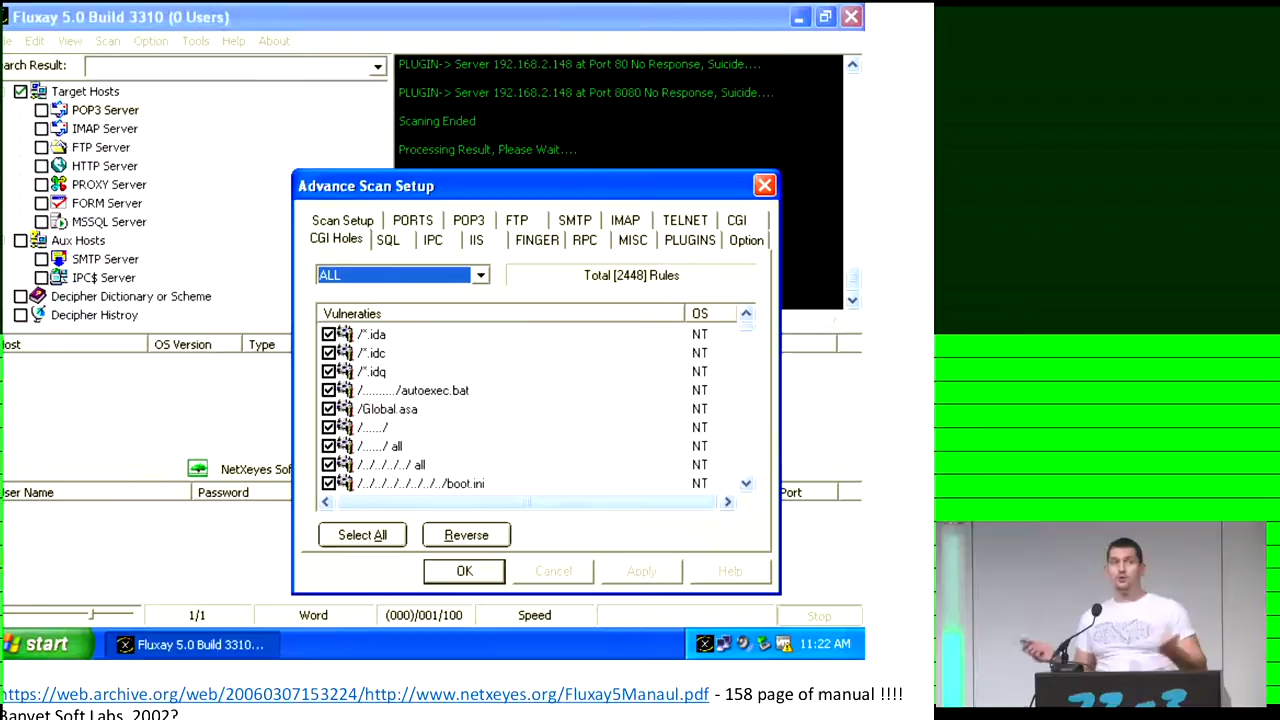 Fluxay 5.0 Build 3310 (0 Users)
Edit View Scan Option Tools Help About
arch Result:
Target Hosts
POP3 Server
IMAP Server
FTP Server
HTTP Server
PROXY Server
FORM Server
MSSQL Server
Aux Hosts
SMTP Server
IPC$ Server
Decipher Dictionary or Scheme
Decipher Histroy
PLUGIN-> Server 192.168.2.148 at Port 80 No Response, Suicide....
PLUGIN-> Server 192.168.2.148 at Port 8080 No Response, Suicide....
Scaning Ended
Processing Result, Please Wait....
Advance Scan Setup
Scan Setup PORTS POP3 FTP SMTP IMAP TELNET CGI
CGI Holes SQL IPC IIS FINGER RPC MISC PLUGINS Option
ALL
Total [2448] Rules
Vulneraties OS
/*.ida NT
/*.idc NT
/*.idq NT
/........../autoexec.bat NT
/Global.asa NT
/....../ NT
/....../ all NT
/../../../../ all NT
/../../../../../../../boot.ini NT
Select All Reverse
OK Cancel Apply Help
ost OS Version Type
NetXeyes Sof
ser Name Password Port
1/1 Word (000)/001/100 Speed Stop
start Fluxay 5.0 Build 3310... 11:22 AM
https://web.archive.org/web/20060307153224/http://www.netxeyes.org/Fluxay5Manaul.pdf - 158 page of manual !!!!
Banyet Soft Labs, 2002?